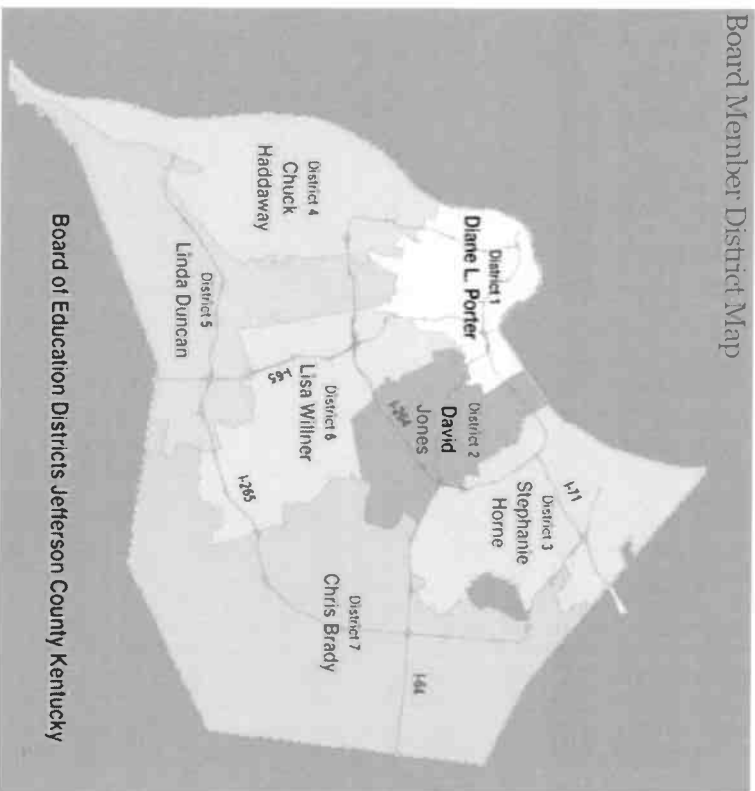 Board Member District Map
District 1
Diane L. Porter
District 2
David
Jones
District 3
Stephanie
Horne
I-71
I-264
I-64
District 4
Chuck
Haddaway
District 6
Lisa Willner
I-65
District 7
Chris Brady
I-265
District 5
Linda Duncan
Board of Education Districts Jefferson County Kentucky